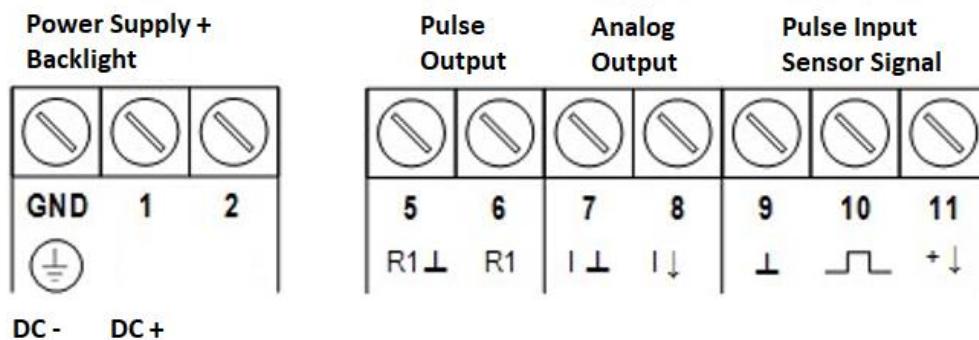 Power Supply +
Backlight
Pulse
Output
Analog
Output
Pulse Input
Sensor Signal
GND 1 2
5 6 7 8 9 10 11
R1 ⊥ R1 I ⊥ I ↓ ⊥ + ↓
DC - DC +